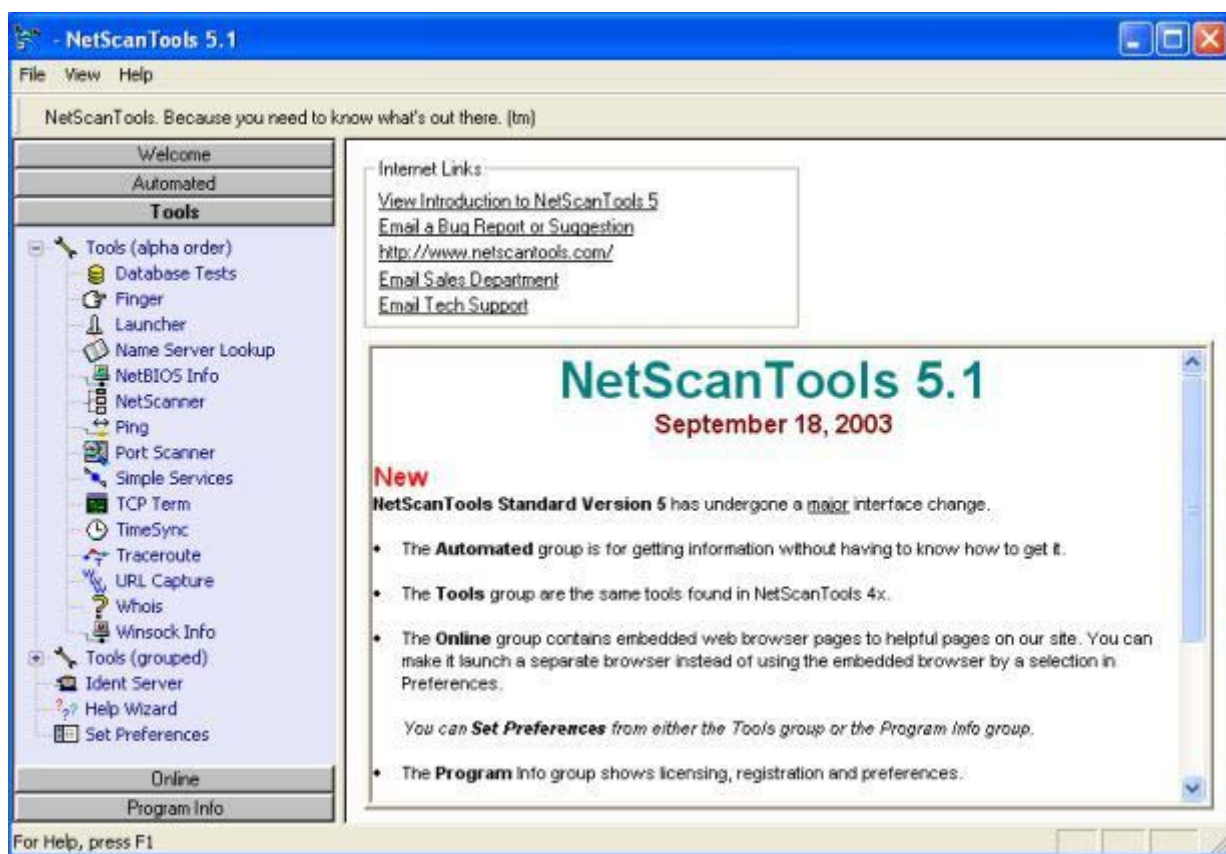 - NetScanTools 5.1
File View Help
NetScanTools. Because you need to know what's out there. (tm)
Welcome
Automated
Tools
Tools (alpha order)
Database Tests
Finger
Launcher
Name Server Lookup
NetBIOS Info
NetScanner
Ping
Port Scanner
Simple Services
TCP Term
TimeSync
Traceroute
URL Capture
Whois
Winsock Info
Tools (grouped)
Ident Server
Help Wizard
Set Preferences
Online
Program Info
Internet Links
View Introduction to NetScanTools 5
Email a Bug Report or Suggestion
http://www.netscantools.com/
Email Sales Department
Email Tech Support
NetScanTools 5.1
September 18, 2003
New
NetScanTools Standard Version 5 has undergone a major interface change.
• The Automated group is for getting information without having to know how to get it.
• The Tools group are the same tools found in NetScanTools 4x.
• The Online group contains embedded web browser pages to helpful pages on our site. You can
make it launch a separate browser instead of using the embedded browser by a selection in
Preferences.
You can Set Preferences from either the Tools group or the Program Info group.
• The Program Info group shows licensing, registration and preferences.
For Help, press F1